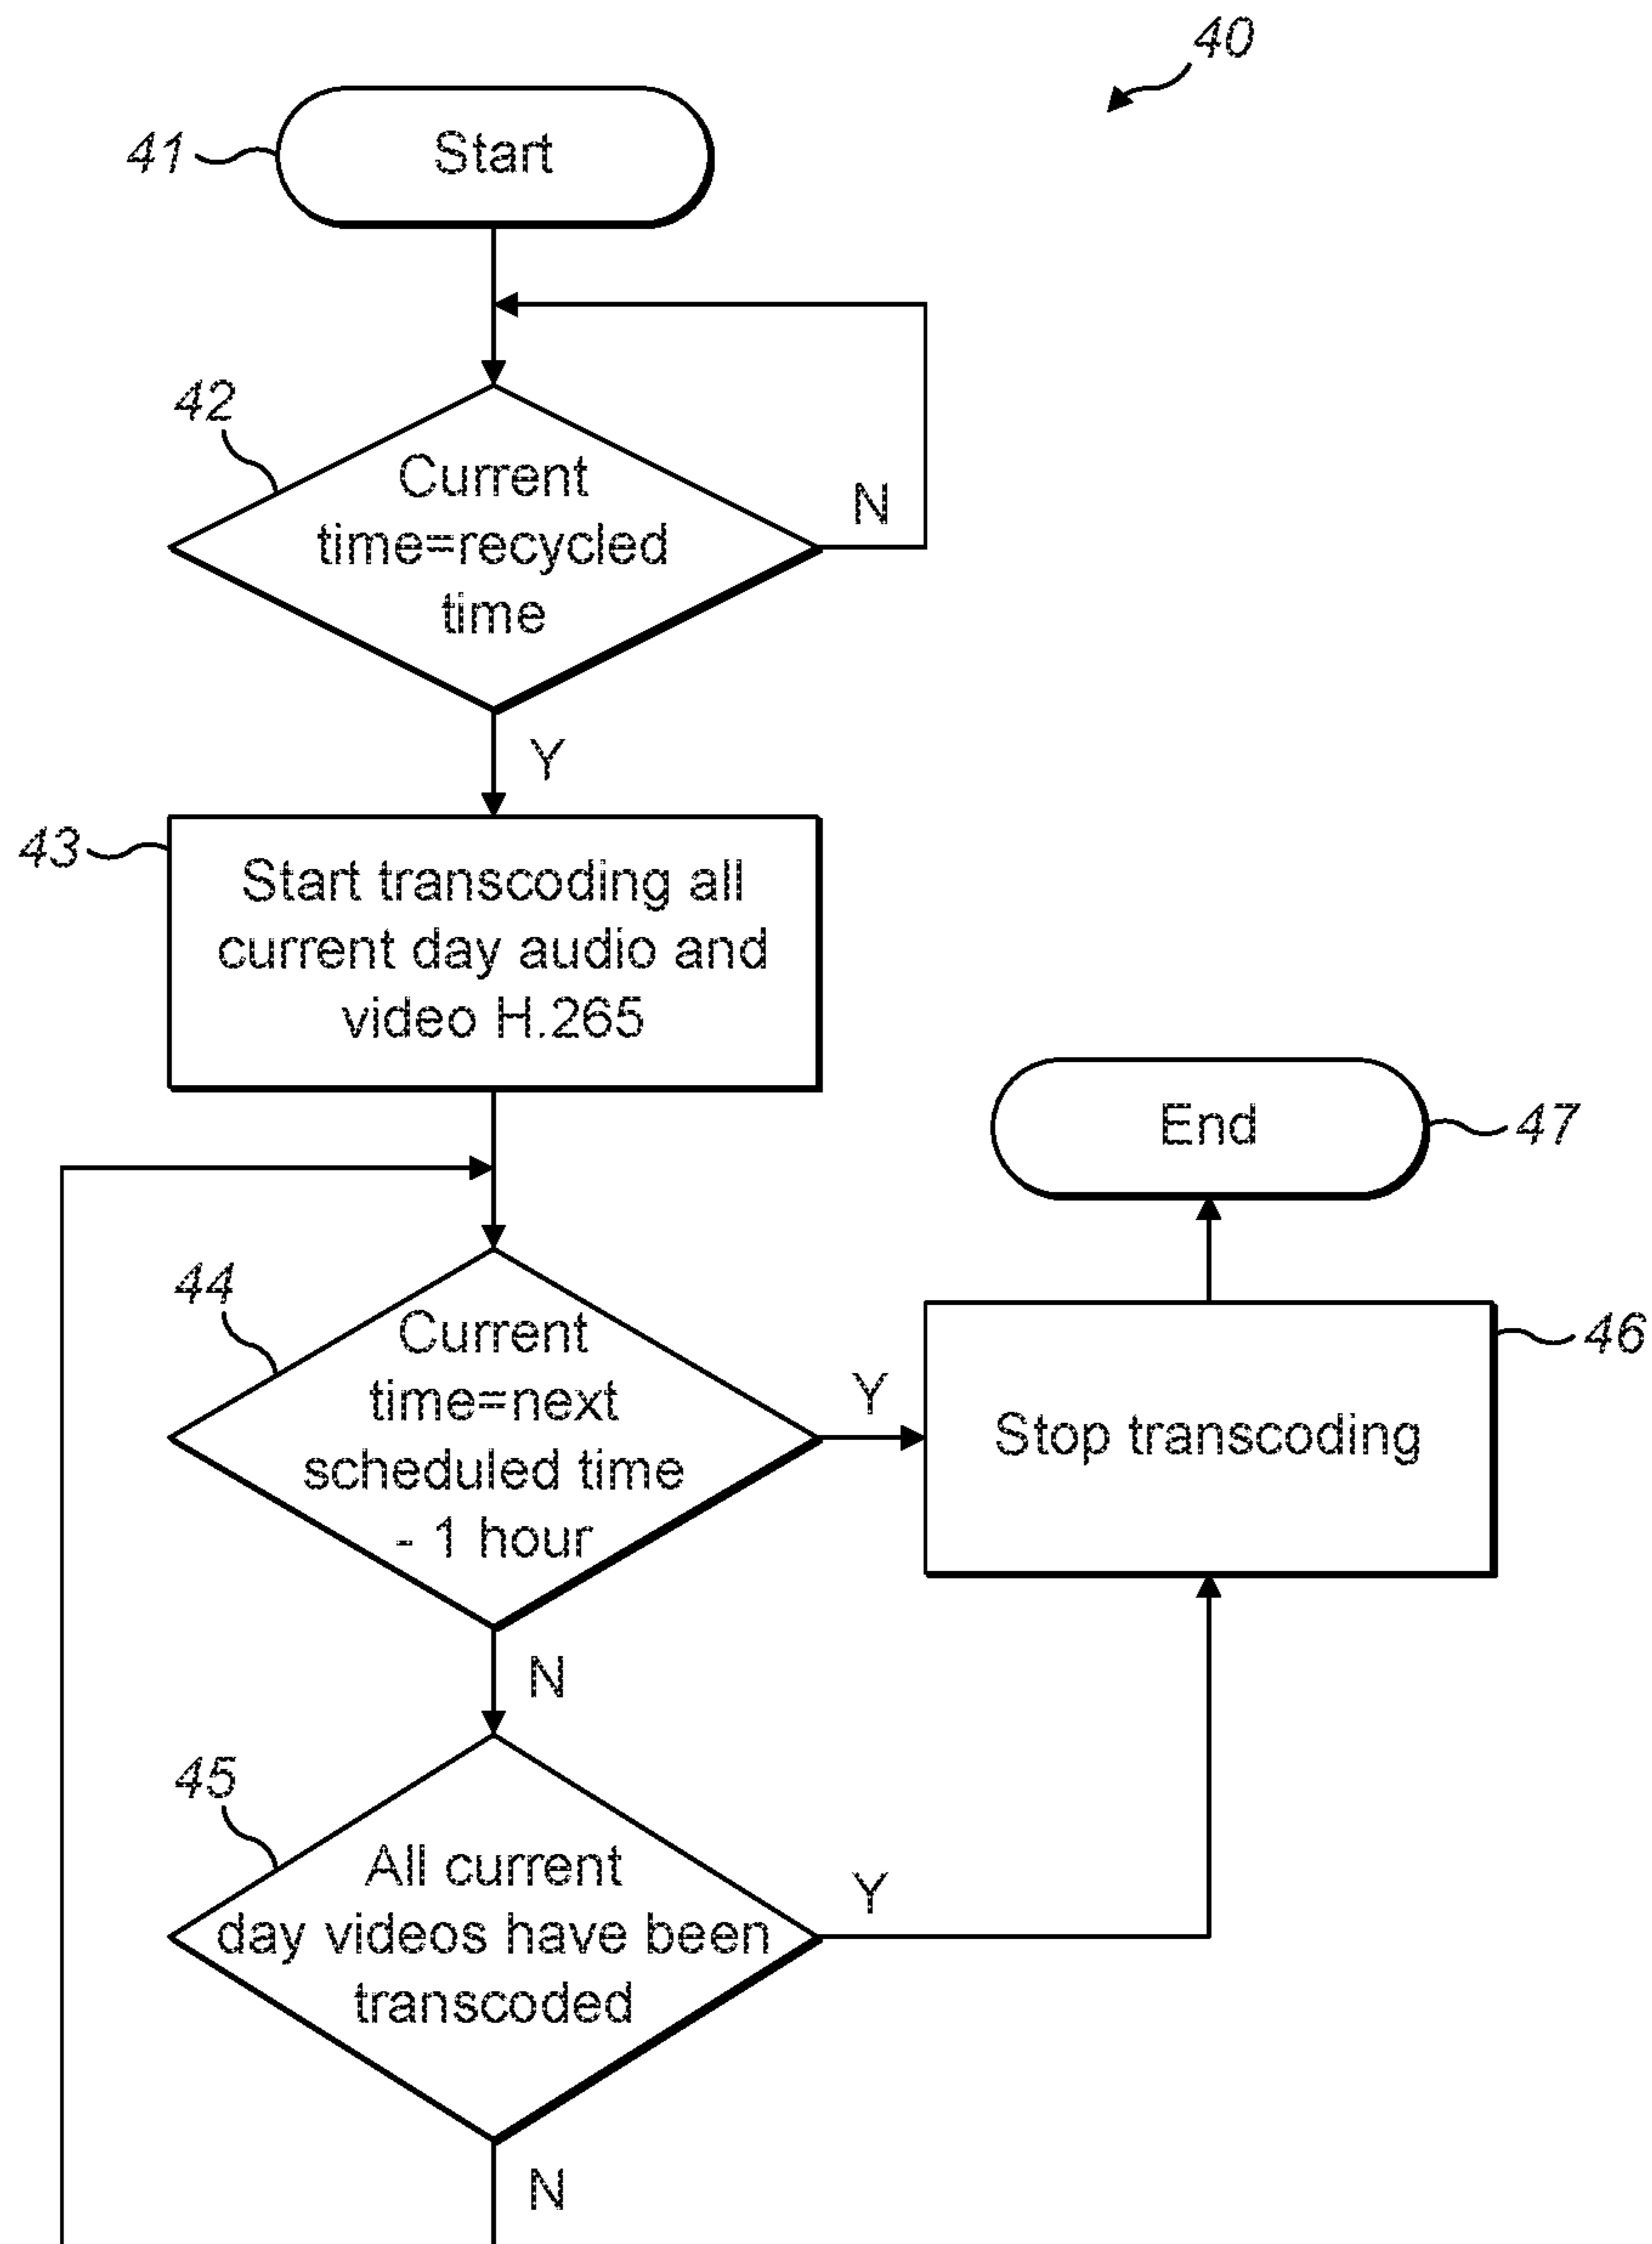 40
41
Start
42
Current
time=recycled
time
N
Y
43
Start transcoding all
current day audio and
video H.265
End
47
44
Current
time=next
scheduled time
- 1 hour
Y
46
Stop transcoding
N
45
All current
day videos have been
transcoded
Y
N